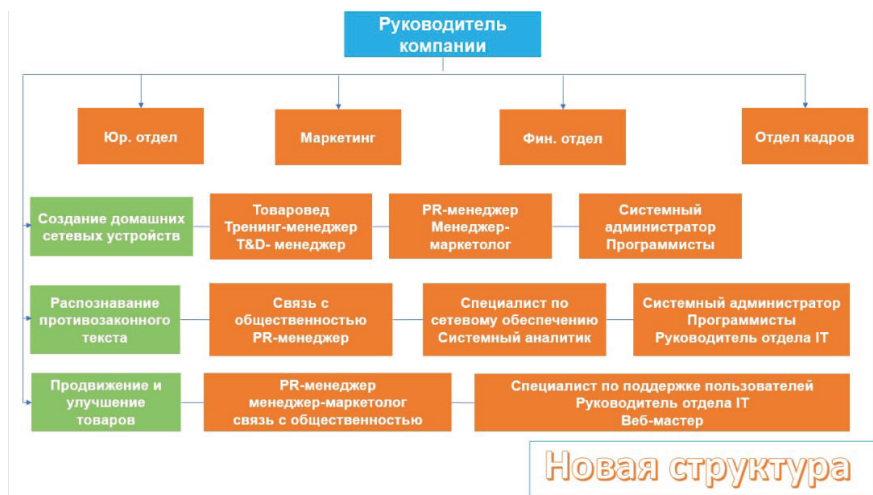 Руководитель
компании
Юр. отдел
Маркетинг
Фин. отдел
Отдел кадров
Создание домашних
сетевых устройств
Товаровед
Тренинг-менеджер
T&D- менеджер
PR-менеджер
Менеджер-
маркетолог
Системный
администратор
Программисты
Распознавание
противозаконного
текста
Связь с
общественностью
PR-менеджер
Специалист по
сетевому обеспечению
Системный аналитик
Системный администратор
Программисты
Руководитель отдела IT
Продвижение и
улучшение
товаров
PR-менеджер
менеджер-маркетолог
связь с общественностью
Специалист по поддержке пользователей
Руководитель отдела IT
Веб-мастер
Новая структура